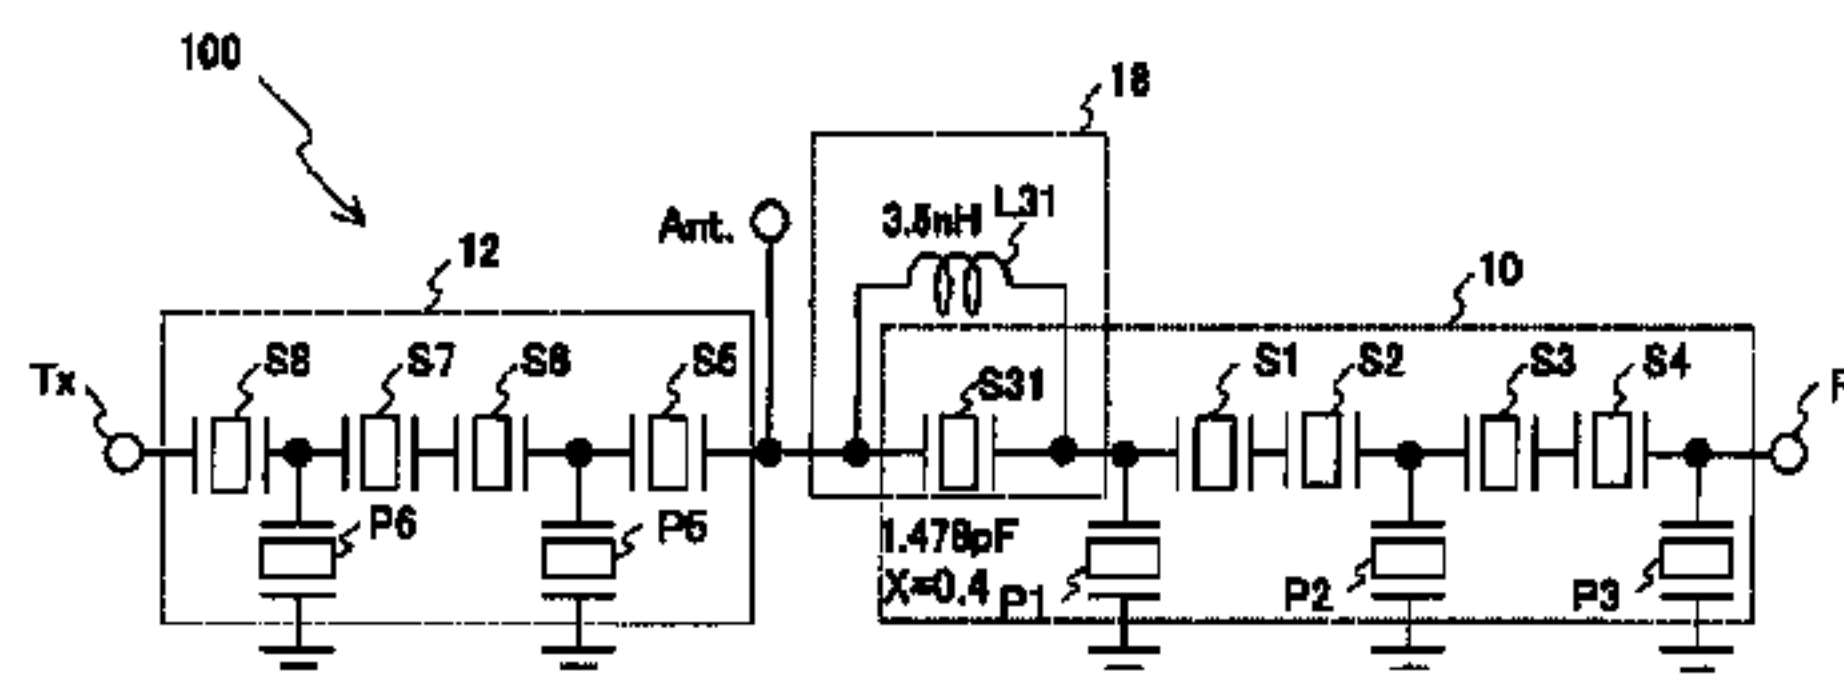 100
18
3.5nH L31
Ant.
12
10
Tx
S8
S7
S6
S5
S31
S1
S2
S3
S4
R
P6
P5
1.478pF
X=0.4
P1
P2
P3